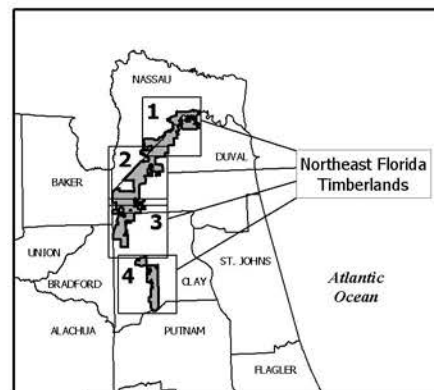 NASSAU
1
DUVAL
Northeast Florida
Timberlands
2
BAKER
3
UNION
ST. JOHNS
4
BRADFORD
CLAY
Atlantic
Ocean
ALACHUA
PUTNAM
FLAGLER